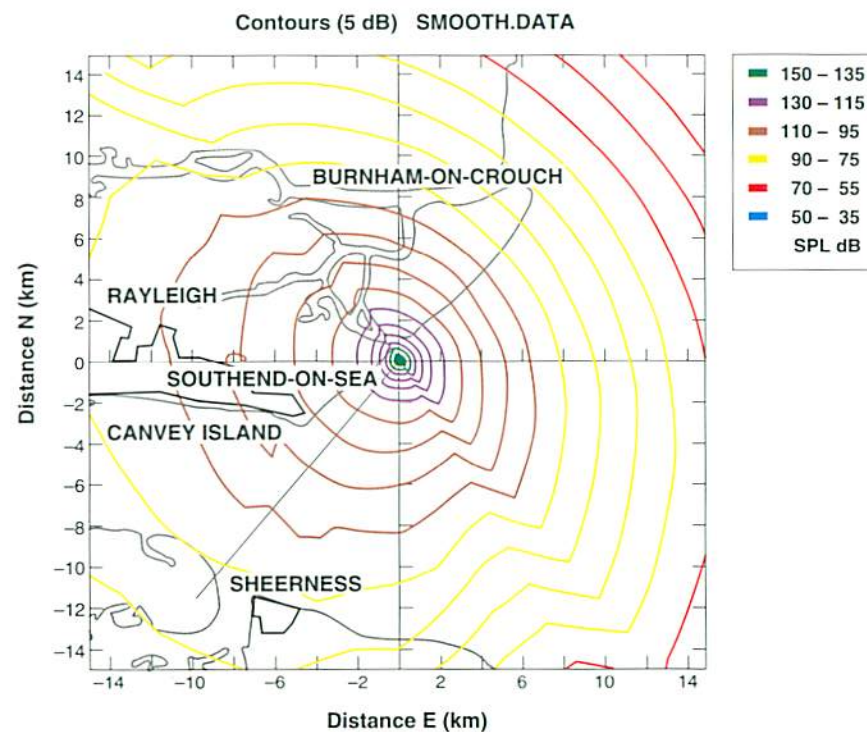 Contours (5 dB) SMOOTH.DATA
150 – 135
130 – 115
110 – 95
90 – 75
70 – 55
50 – 35
SPL dB
Distance N (km)
14
12
10
8
6
4
2
0
−2
−4
−6
−8
−10
−12
−14
BURNHAM-ON-CROUCH
RAYLEIGH
SOUTHEND-ON-SEA
CANVEY ISLAND
SHEERNESS
−14 −10 −6 −2 2 6 10 14
Distance E (km)